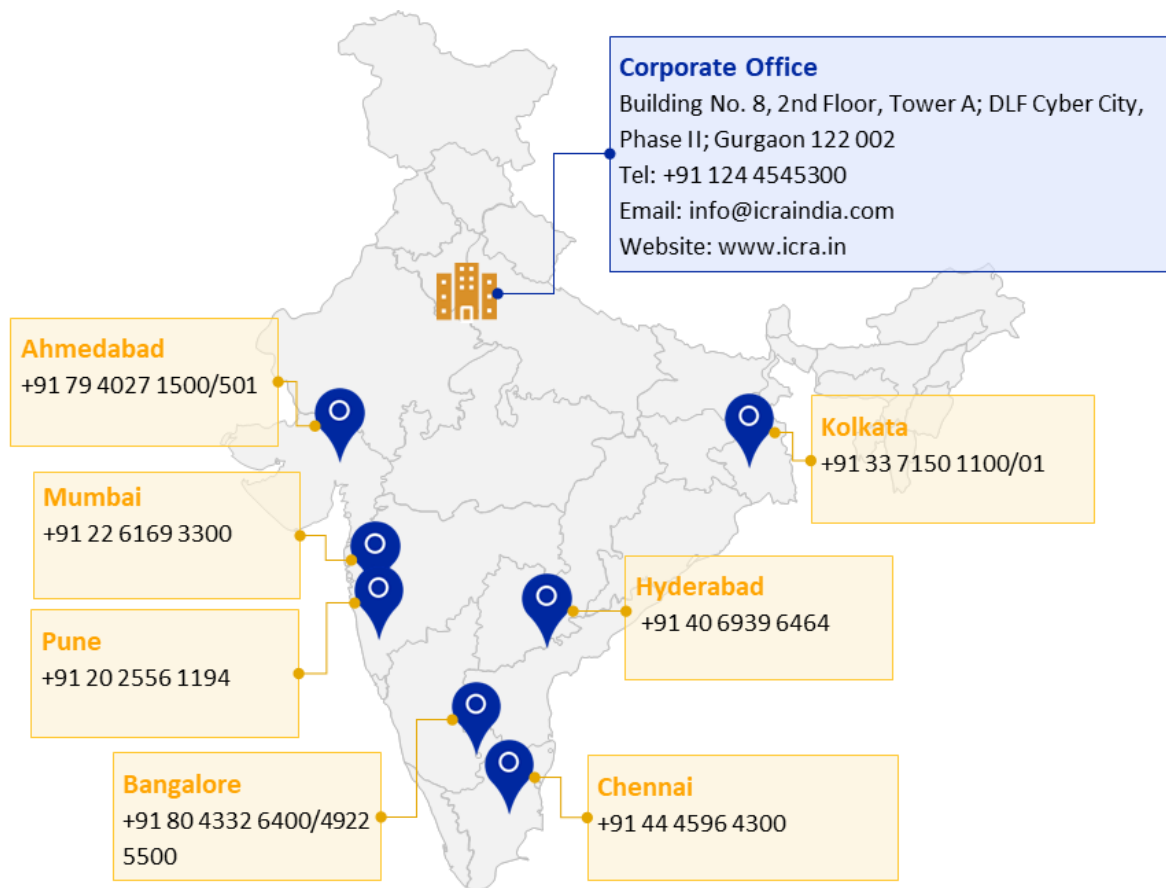 Corporate Office
Building No. 8, 2nd Floor, Tower A; DLF Cyber City,
Phase II; Gurgaon 122 002
Tel: +91 124 4545300
Email: info@icraindia.com
Website: www.icra.in
Ahmedabad
+91 79 4027 1500/501
Kolkata
+91 33 7150 1100/01
Mumbai
+91 22 6169 3300
Hyderabad
+91 40 6939 6464
Pune
+91 20 2556 1194
Bangalore
+91 80 4332 6400/4922
5500
Chennai
+91 44 4596 4300